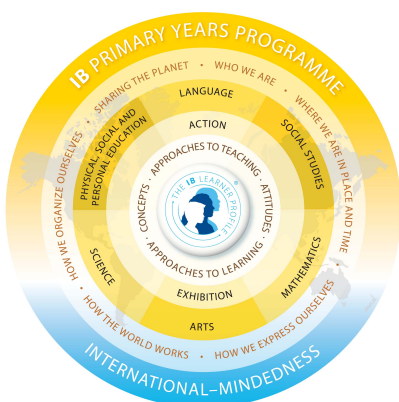 IB PRIMARY YEARS PROGRAMME
SHARING THE PLANET • WHO WE ARE • WHERE WE ARE IN PLACE AND TIME
HOW WE ORGANIZE OURSELVES • HOW THE WORLD WORKS • HOW WE EXPRESS OURSELVES
LANGUAGE
PHYSICAL, SOCIAL AND
PERSONAL EDUCATION
SOCIAL STUDIES
ACTION
CONCEPTS · APPROACHES TO TEACHING · ATTITUDES ·
· APPROACHES TO LEARNING ·
THE IB LEARNER PROFILE
SCIENCE
MATHEMATICS
EXHIBITION
ARTS
INTERNATIONAL–MINDEDNESS